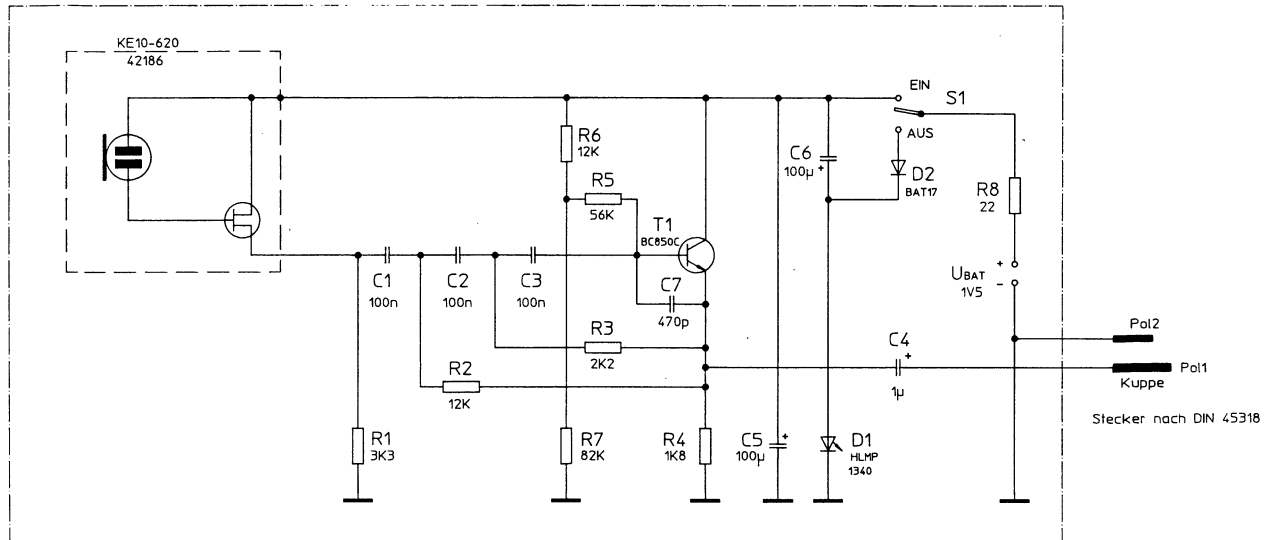 KE10-620
42186
EIN
S1
AUS
R6
12K
C6
100µ
+
D2
BAT17
R8
22
R5
56K
T1
BC850C
C1
100n
C2
100n
C3
100n
C7
470p
+
UBAT
-
1V5
R3
2K2
C4
+
1µ
Pol2
Pol1
Kuppe
R2
12K
Stecker nach DIN 45318
R1
3K3
R7
82K
R4
1K8
C5
+
100µ
D1
HLMP
1340